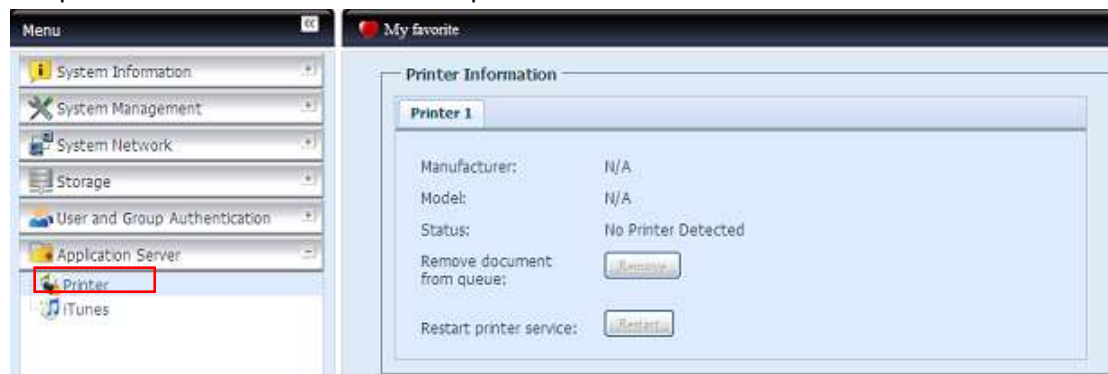 Menu
My favorite
System Information
System Management
System Network
Storage
User and Group Authentication
Application Server
Printer
iTunes
Printer Information
Printer 1
Manufacturer: N/A
Model: N/A
Status: No Printer Detected
Remove document
from queue: Remove
Restart printer service: Restart